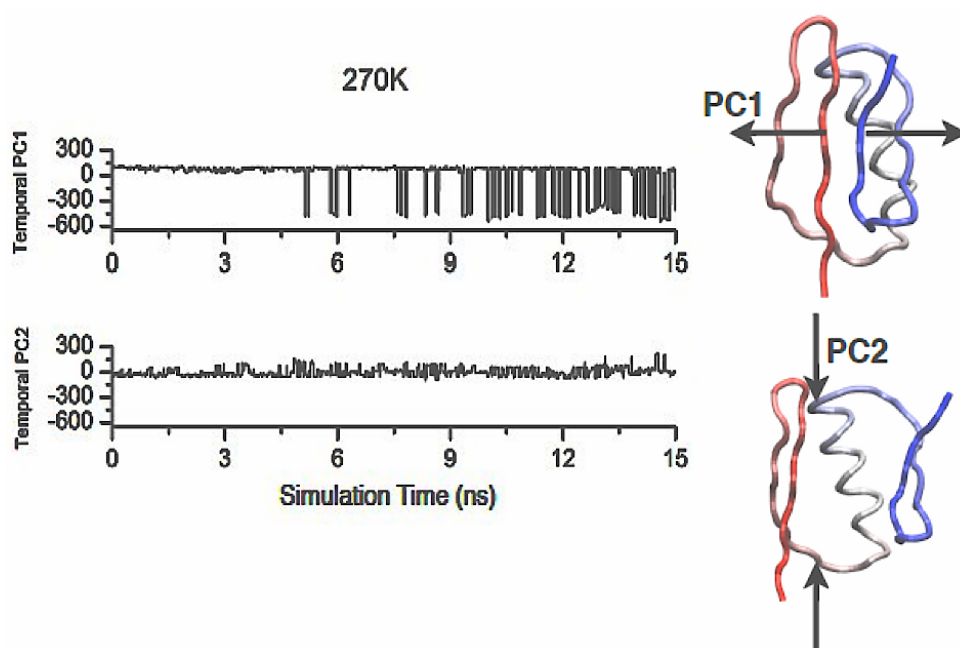 270K
PC1
Temporal PC1
300
0
-300
-600
0 3 6 9 12 15
PC2
Temporal PC2
300
0
-300
-600
0 3 6 9 12 15
Simulation Time (ns)